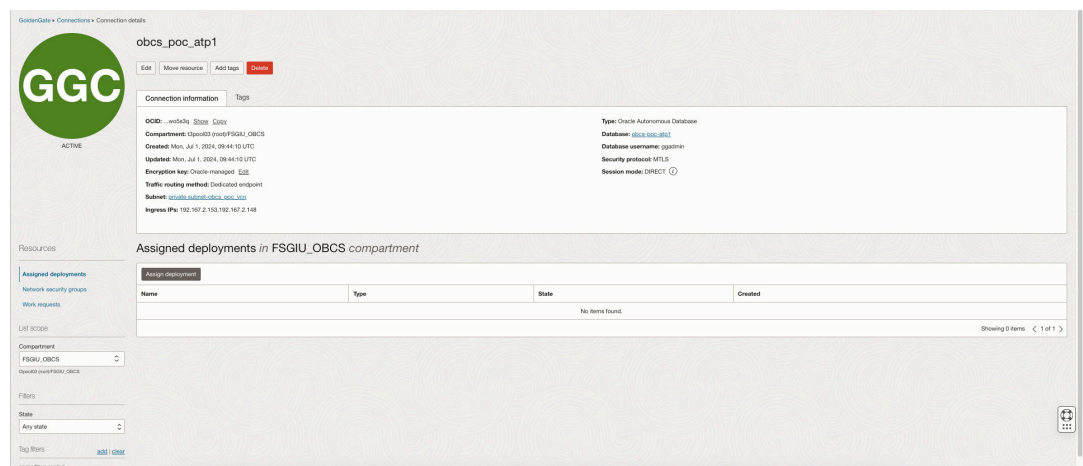 GoldenGate › Connections › Connection details
GGC
ACTIVE
obcs_poc_atp1
Edit
Move resource
Add tags
Delete
Connection information
Tags
OCID: ...wo5e3q Show Copy
Compartment: t3pool03 (root)/FSGIU_OBCS
Created: Mon, Jul 1, 2024, 09:44:10 UTC
Updated: Mon, Jul 1, 2024, 09:44:10 UTC
Encryption key: Oracle-managed Edit
Traffic routing method: Dedicated endpoint
Subnet: private subnet-obcs_poc_vcn
Ingress IPs: 192.167.2.153,192.167.2.148
Type: Oracle Autonomous Database
Database: obcs-poc-atp1
Database username: ggadmin
Security protocol: MTLS
Session mode: DIRECT
Resources
Assigned deployments
Network security groups
Work requests
List scope
Compartment
FSGIU_OBCS
t3pool03 (root)/FSGIU_OBCS
Filters
State
Any state
Tag filters
add | clear
Assigned deployments in FSGIU_OBCS compartment
Assign deployment
Name Type State Created
No items found.
Showing 0 items < 1 of 1 >